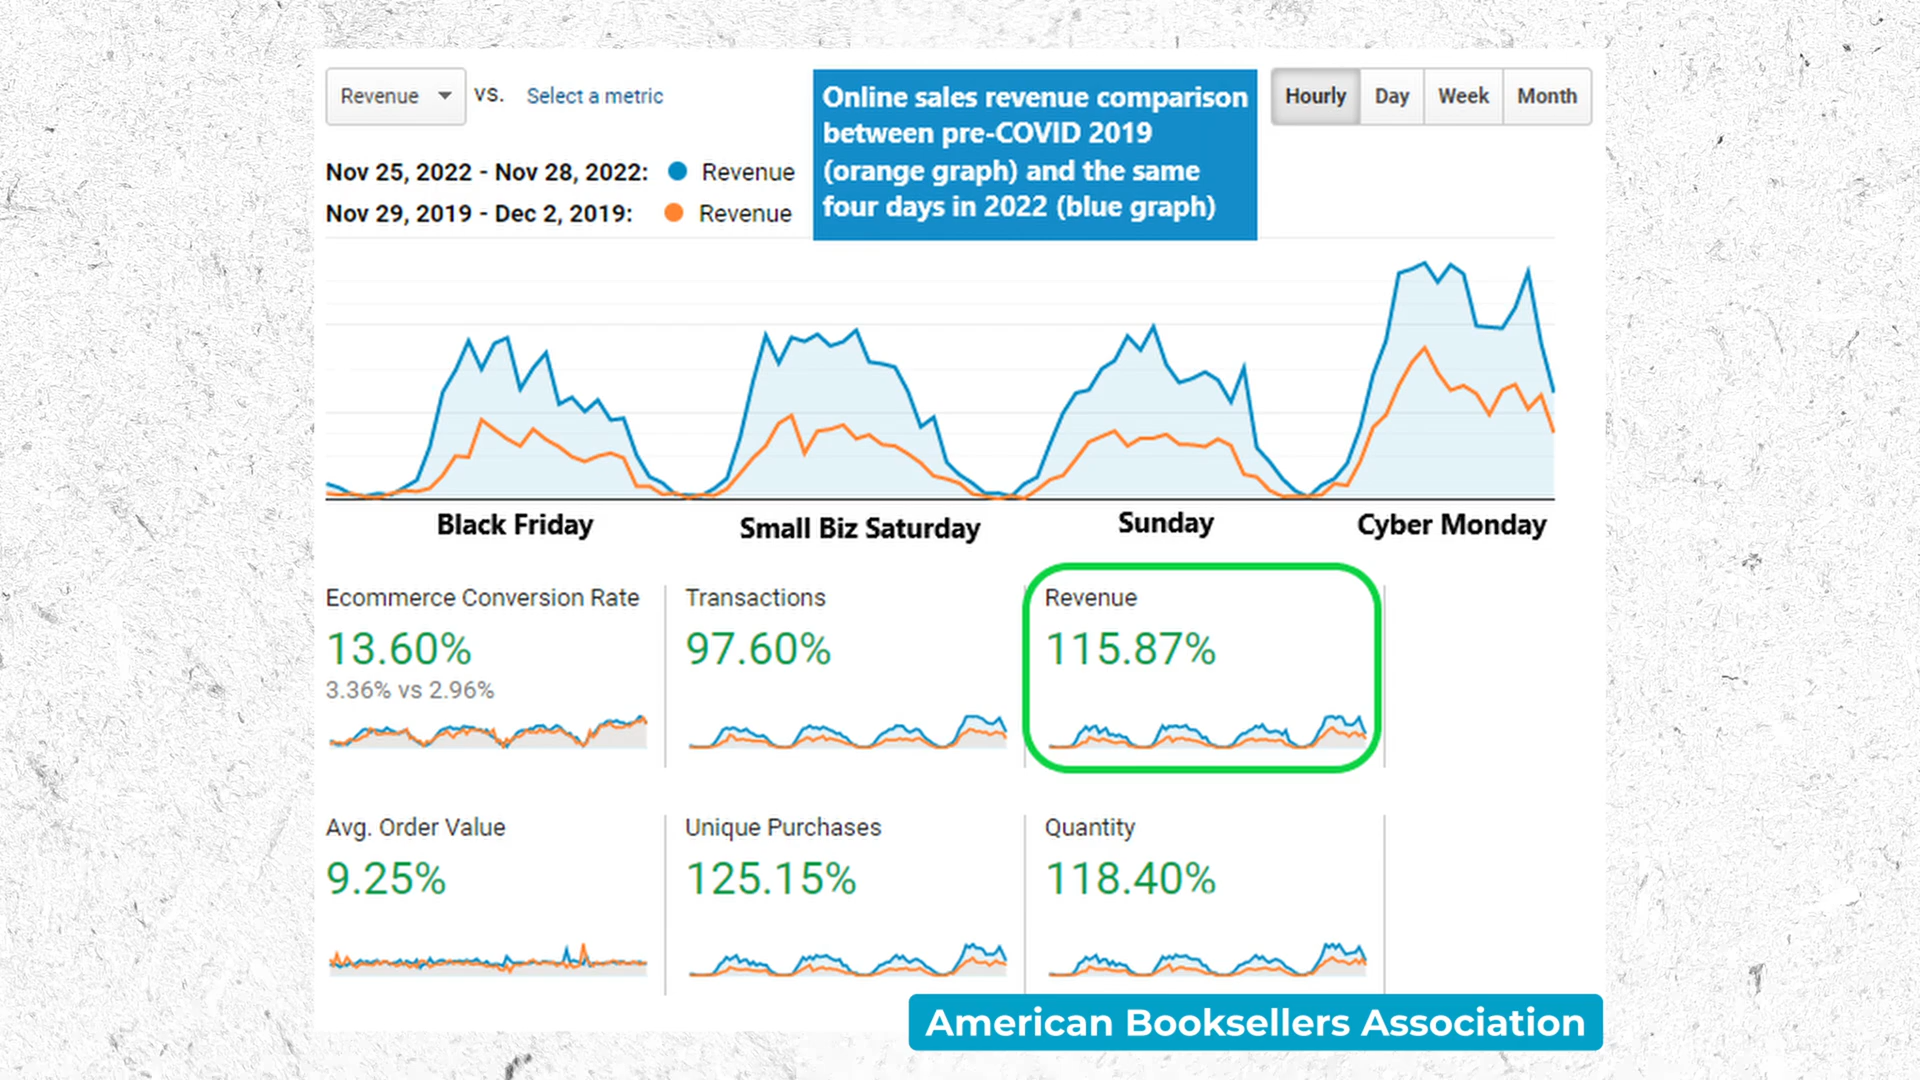 Revenue vs. Select a metric
Online sales revenue comparison
between pre-COVID 2019
(orange graph) and the same
four days in 2022 (blue graph)
Hourly Day Week Month
Nov 25, 2022 - Nov 28, 2022: Revenue
Nov 29, 2019 - Dec 2, 2019: Revenue
Black Friday Small Biz Saturday Sunday Cyber Monday
Ecommerce Conversion Rate
13.60%
3.36% vs 2.96%
Transactions
97.60%
Revenue
115.87%
Avg. Order Value
9.25%
Unique Purchases
125.15%
Quantity
118.40%
American Booksellers Association